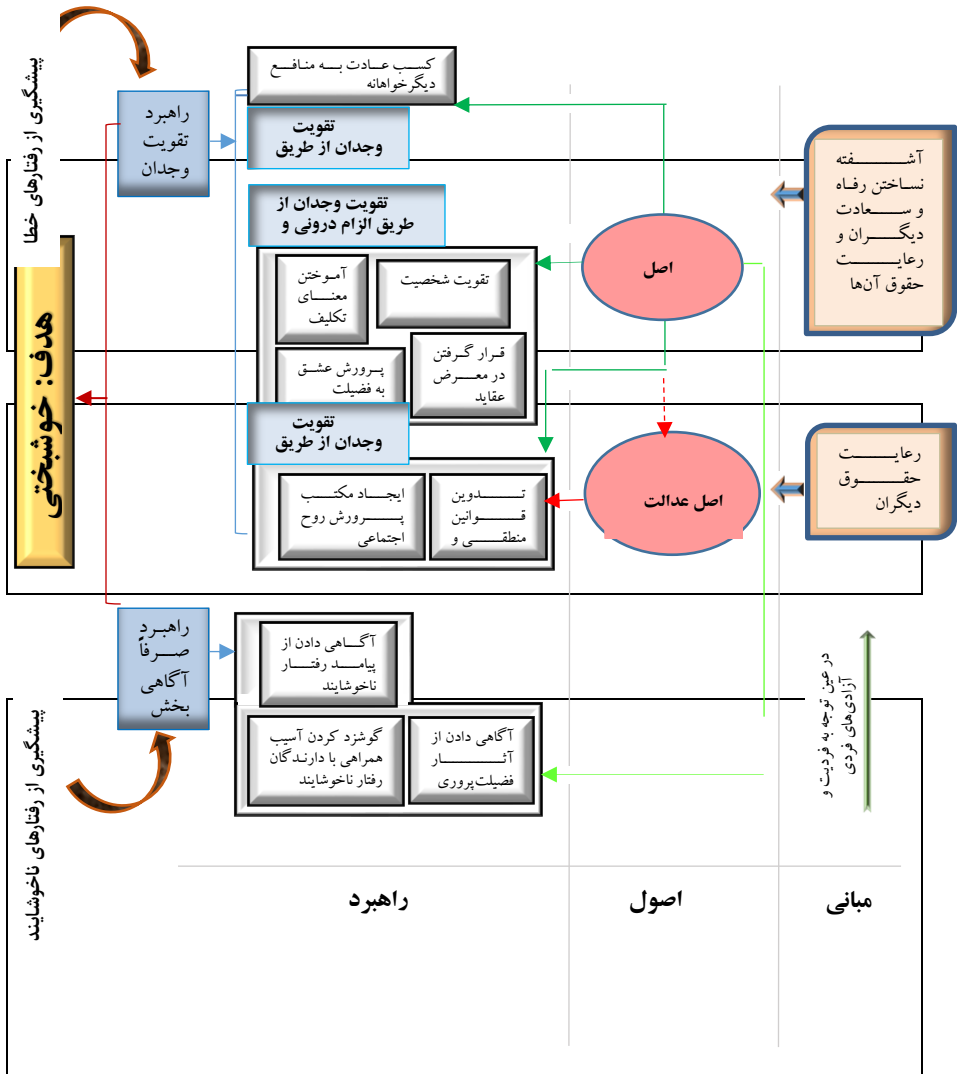 پیشگیری از رفتارهای خطا
راهبرد
تقویت
وجدان
کسب عادت به منافع
دیگرخواهانه
تقویت
وجدان از طریق
تقویت وجدان از
طریق الزام درونی و
آموختن
معنای
تکلیف
تقویت شخصیت
پرورش عشق
به فضیلت
قرار گرفتن
در معرض
عقاید
اصل
آشفته
نساختن رفاه
و سعادت
دیگران و
رعایت
حقوق آن‌ها
هدف: خوشبختی
تقویت
وجدان از طریق
ایجاد مکتب
پرورش روح
اجتماعی
تدوین
قوانین
منطقی و
اصل عدالت
رعایت
حقوق
دیگران
راهبرد
صرفاً
آگاهی
بخش
آگاهی دادن از
پیامد رفتار
ناخوشایند
گوشزد کردن آسیب
همراهی با دارندگان
رفتار ناخوشایند
آگاهی دادن از
آثار
فضیلت‌پروری
در عین توجه به فردیت و
آزادی‌های فردی
پیشگیری از رفتارهای ناخوشایند
مبانی
اصول
راهبرد